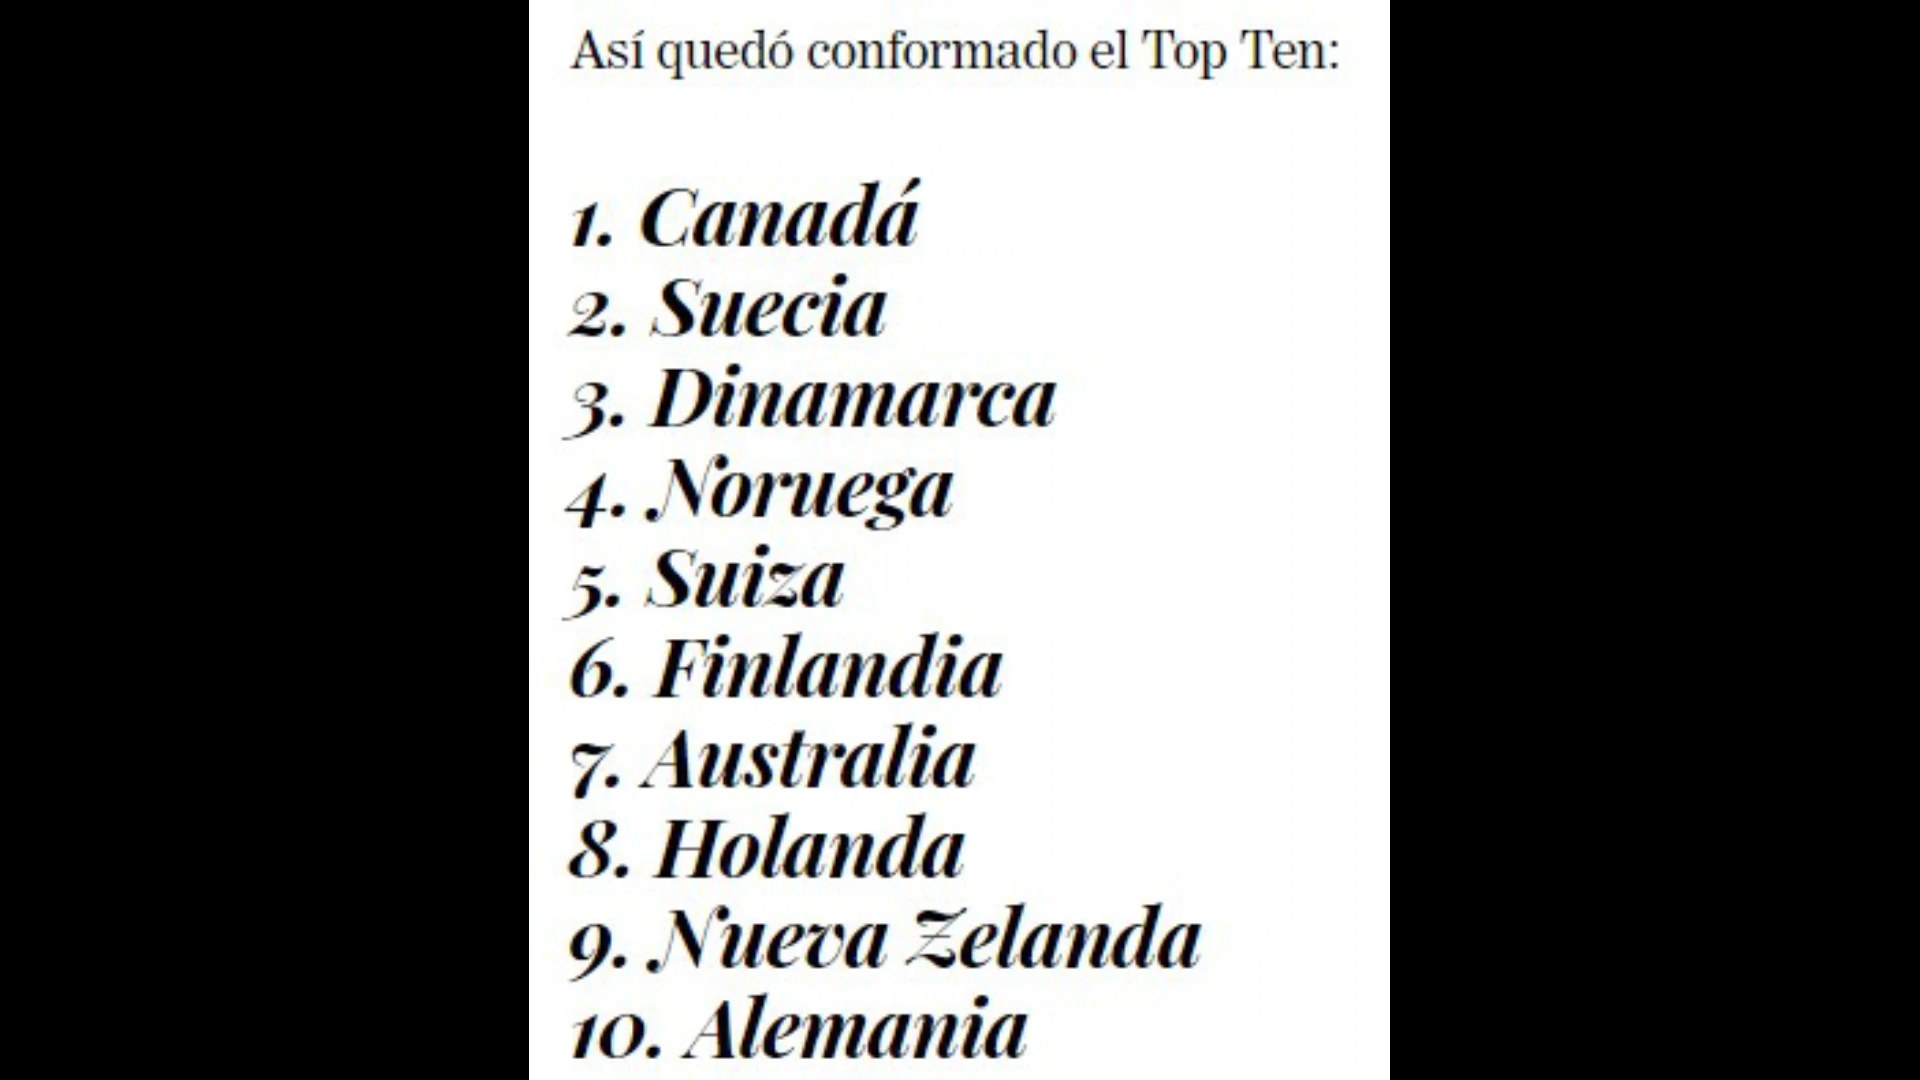 Así quedó conformado el Top Ten:
1. Canadá
2. Suecia
3. Dinamarca
4. Noruega
5. Suiza
6. Finlandia
7. Australia
8. Holanda
9. Nueva Zelanda
10. Alemania